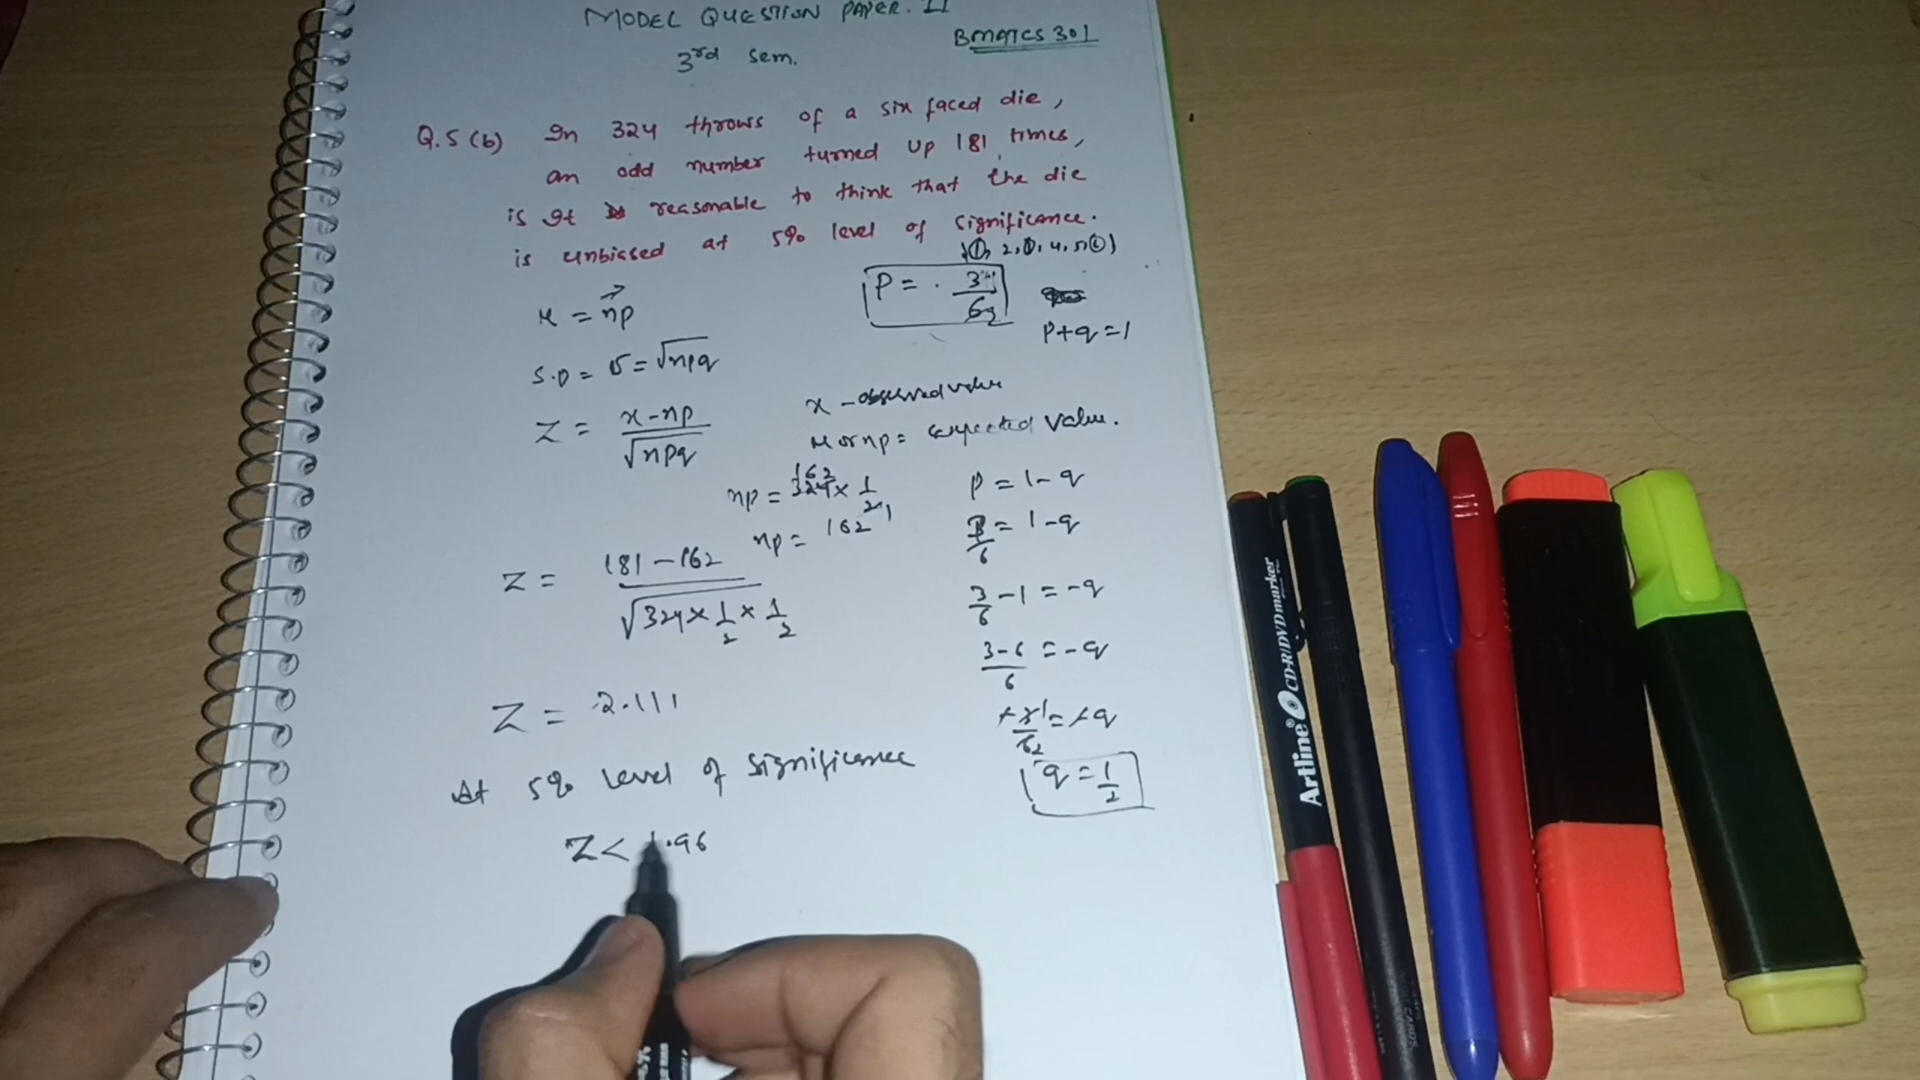 MODEL QUESTION PAPER. II
BMATCS 301
3rd sem.
Q.5 (b) In 324 throws of a six faced die,
an odd number turned up 181 times,
is It reasonable to think that the die
is unbiased at 5% level of significance.
P = 3/6
P+q=1
μ = np
S.D = σ = √npq
x - observed value
μ or np = expected value.
Z = x-np/√npq
np = 324 × 1/2
162
np = 162
P = 1-q
3/6 = 1-q
3/6 - 1 = -q
3-6/6 = -q
q = 1/2
Z = 181-162/√324×1/2×1/2
Z = 2.111
At 5% level of significance
Z < 1.96
Artline CD-R/DVD marker